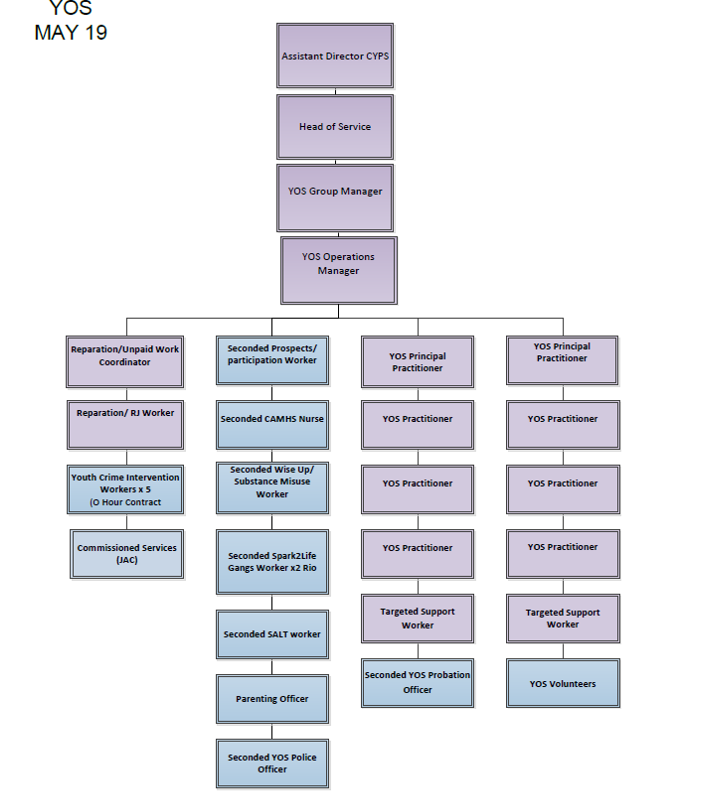 YOS
MAY 19
Assistant Director CYPS
Head of Service
YOS Group Manager
YOS Operations
Manager
Reparation/Unpaid Work
Coordinator
Reparation/ RJ Worker
Youth Crime Intervention
Workers x 5
(O Hour Contract
Commissioned Services
(JAC)
Seconded Prospects/
participation Worker
Seconded CAMHS Nurse
Seconded Wise Up/
Substance Misuse
Worker
Seconded Spark2Life
Gangs Worker x2 Rio
Seconded SALT worker
Parenting Officer
Seconded YOS Police
Officer
YOS Principal
Practitioner
YOS Practitioner
YOS Practitioner
YOS Practitioner
Targeted Support
Worker
Seconded YOS Probation
Officer
YOS Principal
Practitioner
YOS Practitioner
YOS Practitioner
YOS Practitioner
Targeted Support
Worker
YOS Volunteers